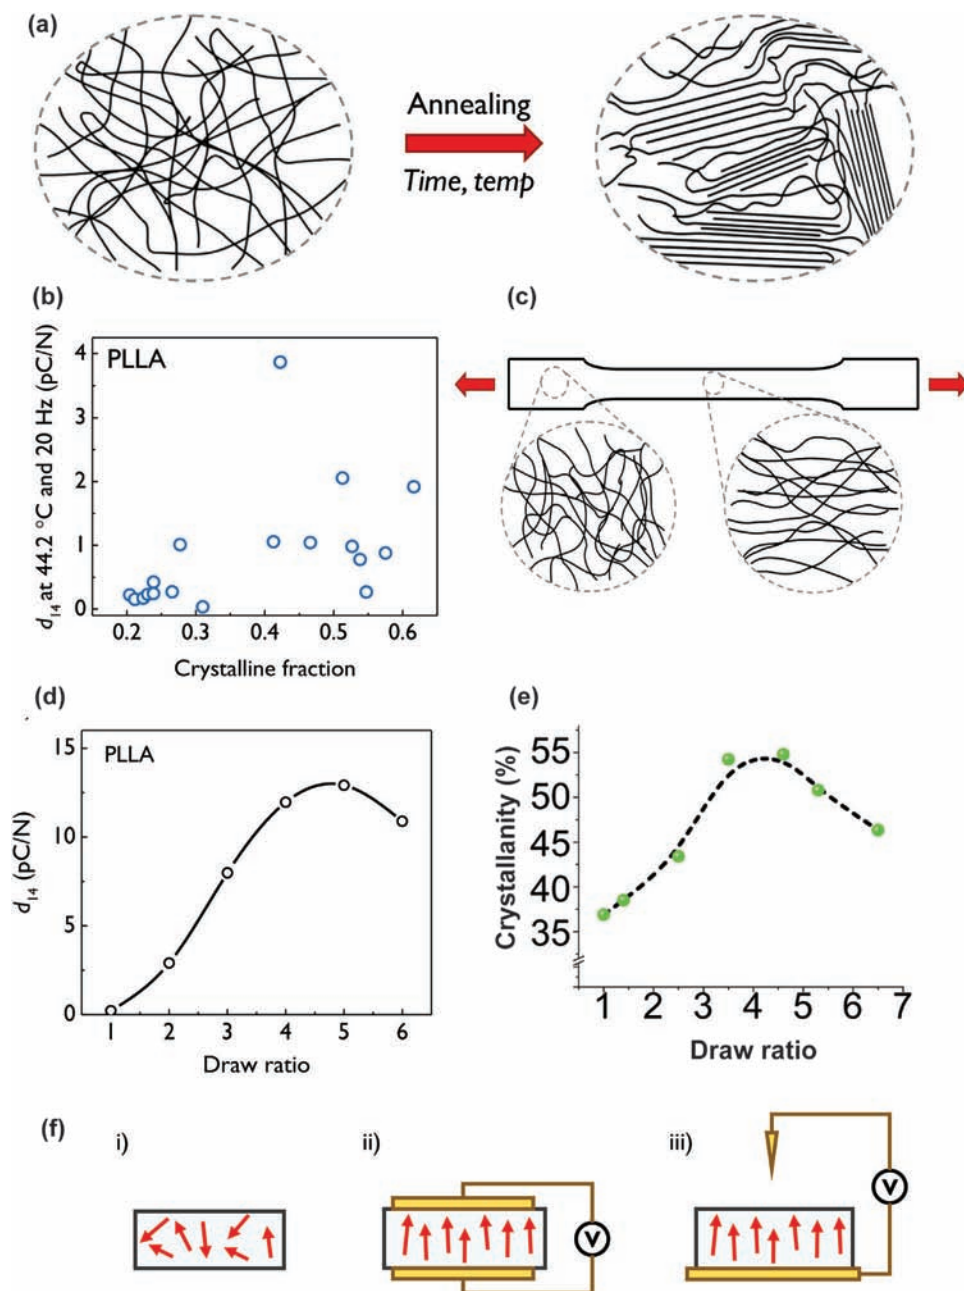 (a)
Annealing
Time, temp
(b)
(c)
PLLA
d14 at 44.2 °C and 20 Hz (pC/N)
4
3
2
1
0
0.2 0.3 0.4 0.5 0.6
Crystalline fraction
(d)
(e)
PLLA
d14 (pC/N)
15
10
5
0
1 2 3 4 5 6
Draw ratio
Crystallanity (%)
55
50
45
40
35
1 2 3 4 5 6 7
Draw ratio
(f)
i)
ii)
iii)
V
V